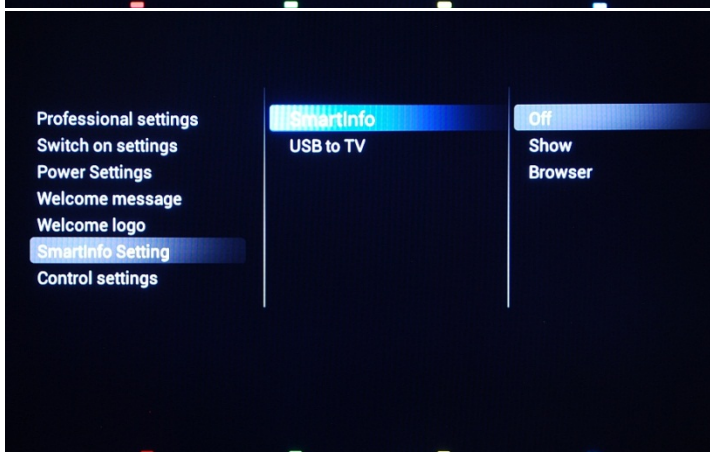 Professional settings
Switch on settings
Power Settings
Welcome message
Welcome logo
SmartInfo Setting
Control settings
SmartInfo
USB to TV
Off
Show
Browser